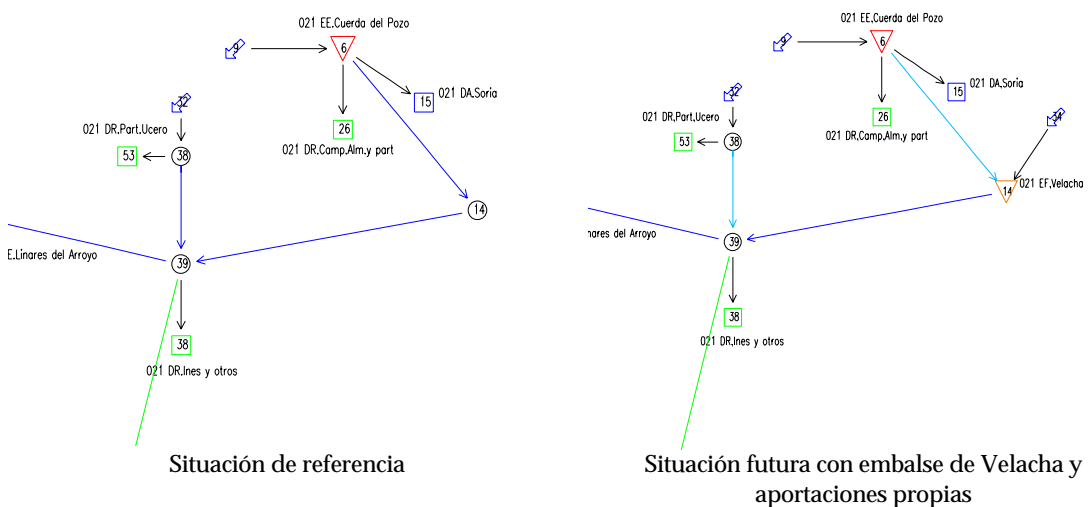 021 EE.Cuerda del Pozo
9
6
021 DA.Soria
15
32
021 DR.Part.Ucero
26
53
38
021 DR.Camp.Alm.y part
14
E.Linares del Arroyo
39
38
021 DR.Ines y otros
Situación de referencia
021 EE.Cuerda del Pozo
9
6
021 DA.Soria
15
32
34
021 DR.Part.Ucero
26
53
38
021 DR.Camp.Alm.y part
021 EF.Velacha
14
nares del Arroyo
39
38
021 DR.Ines y otros
Situación futura con embalse de Velacha y
aportaciones propias